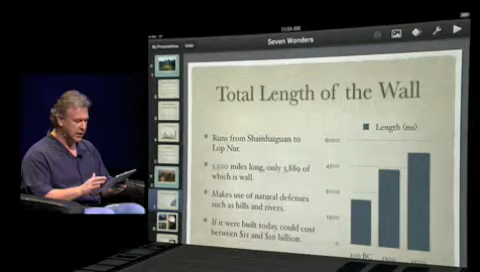 Seven Wonders
Total Length of the Wall
Length (mi)
Runs from Shainhaiguan to
Lop Nur.
5,500 miles long, only 3,889 of
which is wall.
Makes use of natural defenses
such as hills and rivers.
If it were built today, could cost
between $11 and $16 billion.
6000
4500
3000
1500
0